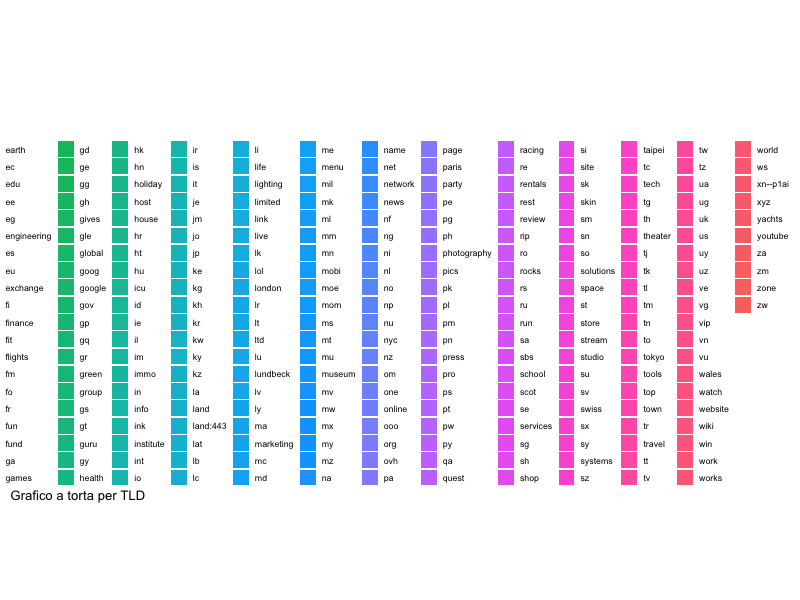 earth gd hk ir li me name page racing si taipei tw world
ec ge hn is life menu net paris re site tc tz ws
edu gg holiday it lighting mil network party rentals sk tech ua xn--p1ai
ee gh host je limited mk news pe rest skin tg ug xyz
eg gives house jm link ml nf pg review sm th uk yachts
engineering gle hr jo live mm ng ph rip sn theater us youtube
es global ht jp lk mn ni photography ro so tj uy za
eu goog hu ke lol mobi nl pics rocks solutions tk uz zm
exchange google icu kg london moe no pk rs space tl ve zone
fi gov id kh lr mom np pl ru st tm vg zw
finance gp ie kr lt ms nu pm run store tn vip
fit gq il kw ltd mt nyc pn sa stream to vn
flights gr im ky lu mu nz press sbs studio tokyo vu
fm green immo kz lundbeck museum om pro school su tools wales
fo group in la lv mv one ps scot sv top watch
fr gs info land ly mw online pt se swiss town website
fun gt ink land:443 ma mx ooo pw services sx tr wiki
fund guru institute lat marketing my org py sg sy travel win
ga gy int lb mc mz ovh qa sh systems tt work
games health io lc md na pa quest shop sz tv works
Grafico a torta per TLD